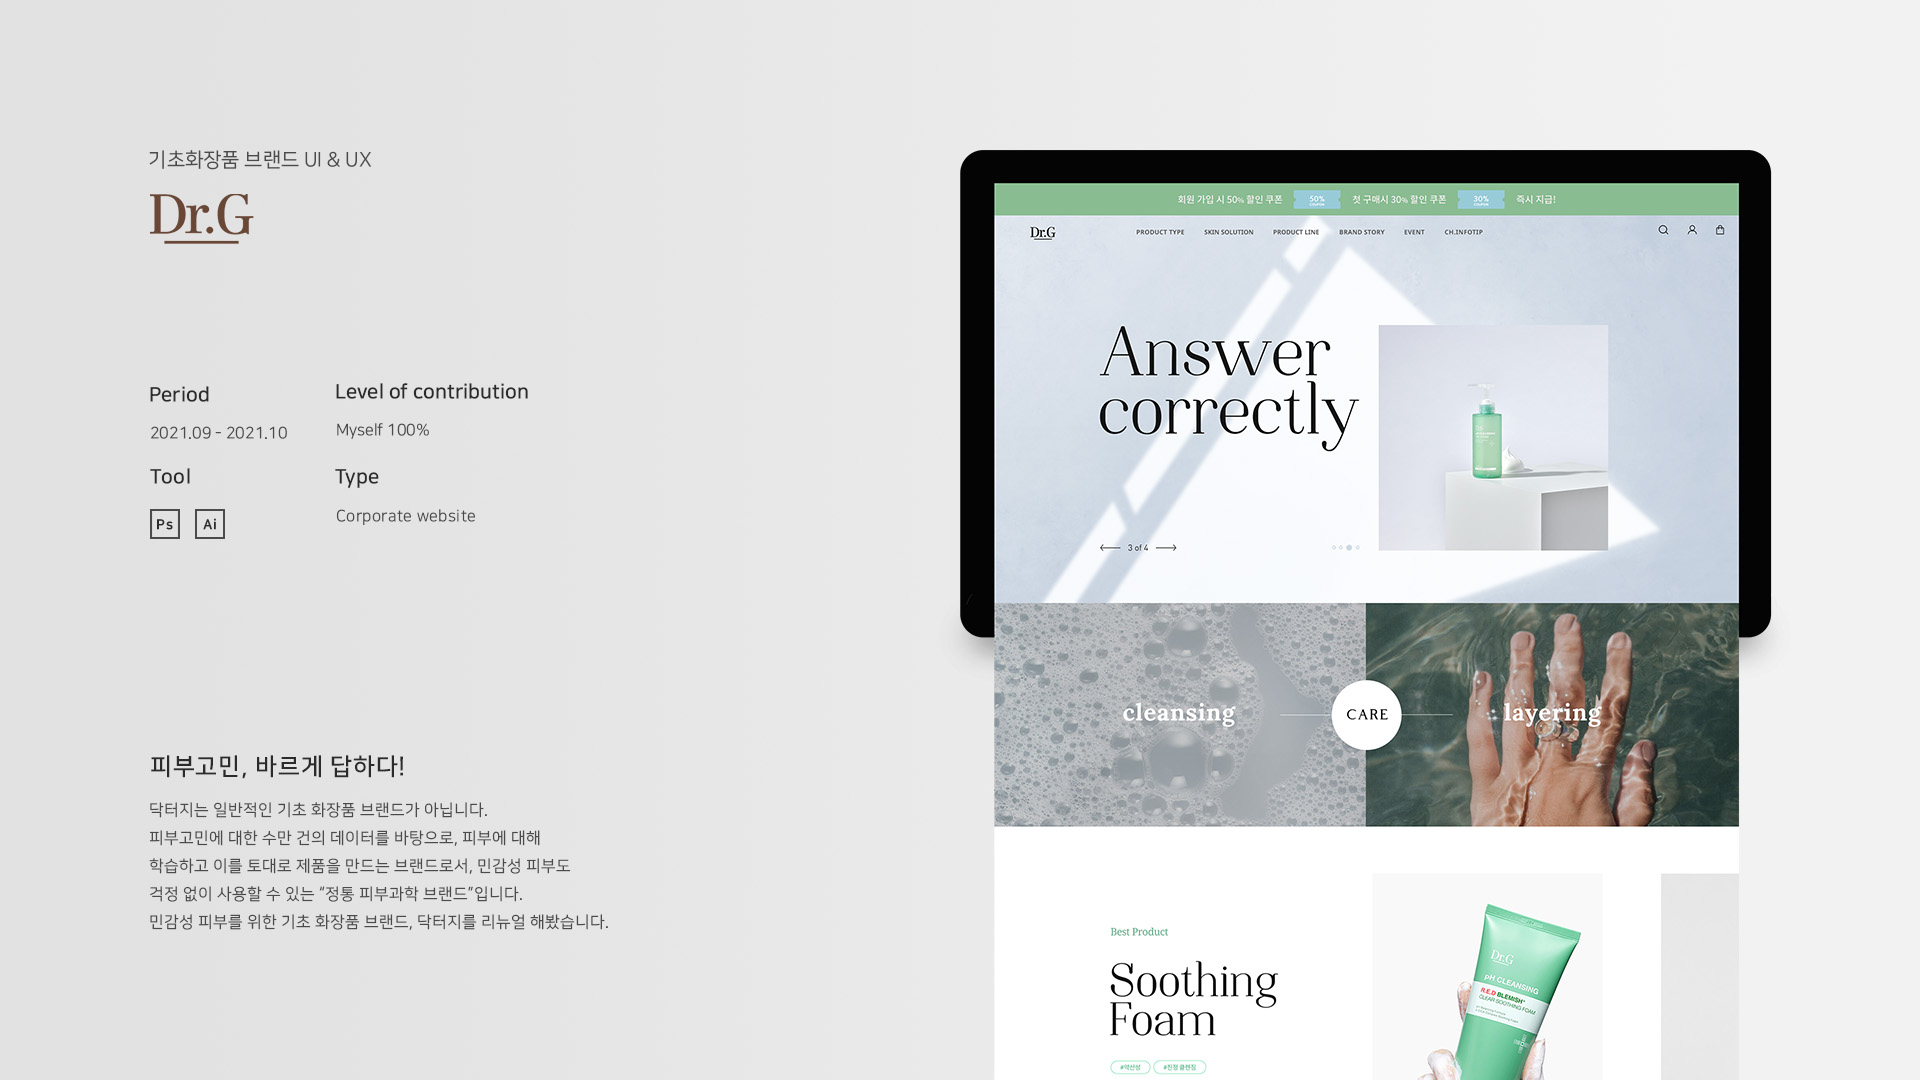 기초화장품 브랜드 UI & UX
Dr.G
Period
2021.09 - 2021.10
Level of contribution
Myself 100%
Tool
Ps Ai
Type
Corporate website
피부고민, 바르게 답하다!
닥터지는 일반적인 기초 화장품 브랜드가 아닙니다.
피부고민에 대한 수만 건의 데이터를 바탕으로, 피부에 대해
학습하고 이를 토대로 제품을 만드는 브랜드로서, 민감성 피부도
걱정 없이 사용할 수 있는 “정통 피부과학 브랜드”입니다.
민감성 피부를 위한 기초 화장품 브랜드, 닥터지를 리뉴얼 해봤습니다.
회원 가입 시 50% 할인 쿠폰 50% COUPON 첫 구매시 30% 할인 쿠폰 30% COUPON 즉시 지급!
Dr.G PRODUCT TYPE SKIN SOLUTION PRODUCT LINE BRAND STORY EVENT CH.INFOTIP
Answer
correctly
3 of 4
cleansing CARE layering
Best Product
Soothing
Foam
#약산성 #진정 클렌징
Dr.G
pH CLEANSING
R.E.D BLEMISH
CLEAR SOOTHING FOAM